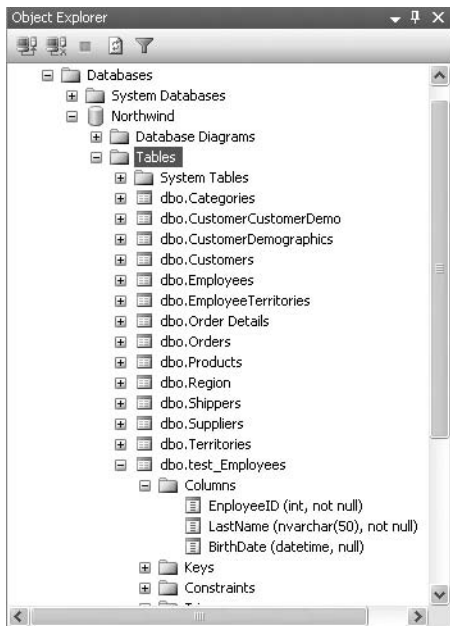 Object Explorer
Databases
System Databases
Northwind
Database Diagrams
Tables
System Tables
dbo.Categories
dbo.CustomerCustomerDemo
dbo.CustomerDemographics
dbo.Customers
dbo.Employees
dbo.EmployeeTerritories
dbo.Order Details
dbo.Orders
dbo.Products
dbo.Region
dbo.Shippers
dbo.Suppliers
dbo.Territories
dbo.test_Employees
Columns
EnployeeID (int, not null)
LastName (nvarchar(50), not null)
BirthDate (datetime, null)
Keys
Constraints